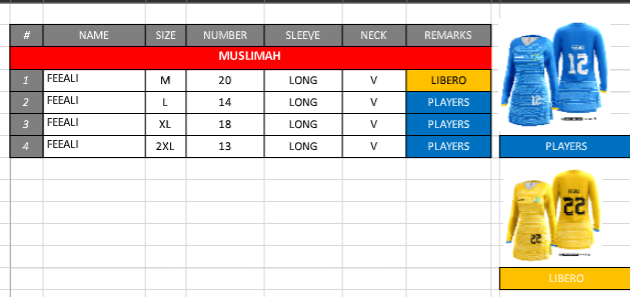 # NAME SIZE NUMBER SLEEVE NECK REMARKS
MUSLIMAH
1 FEEALI M 20 LONG V LIBERO
2 FEEALI L 14 LONG V PLAYERS
3 FEEALI XL 18 LONG V PLAYERS
4 FEEALI 2XL 13 LONG V PLAYERS
12
12
PLAYERS
22
22
LIBERO